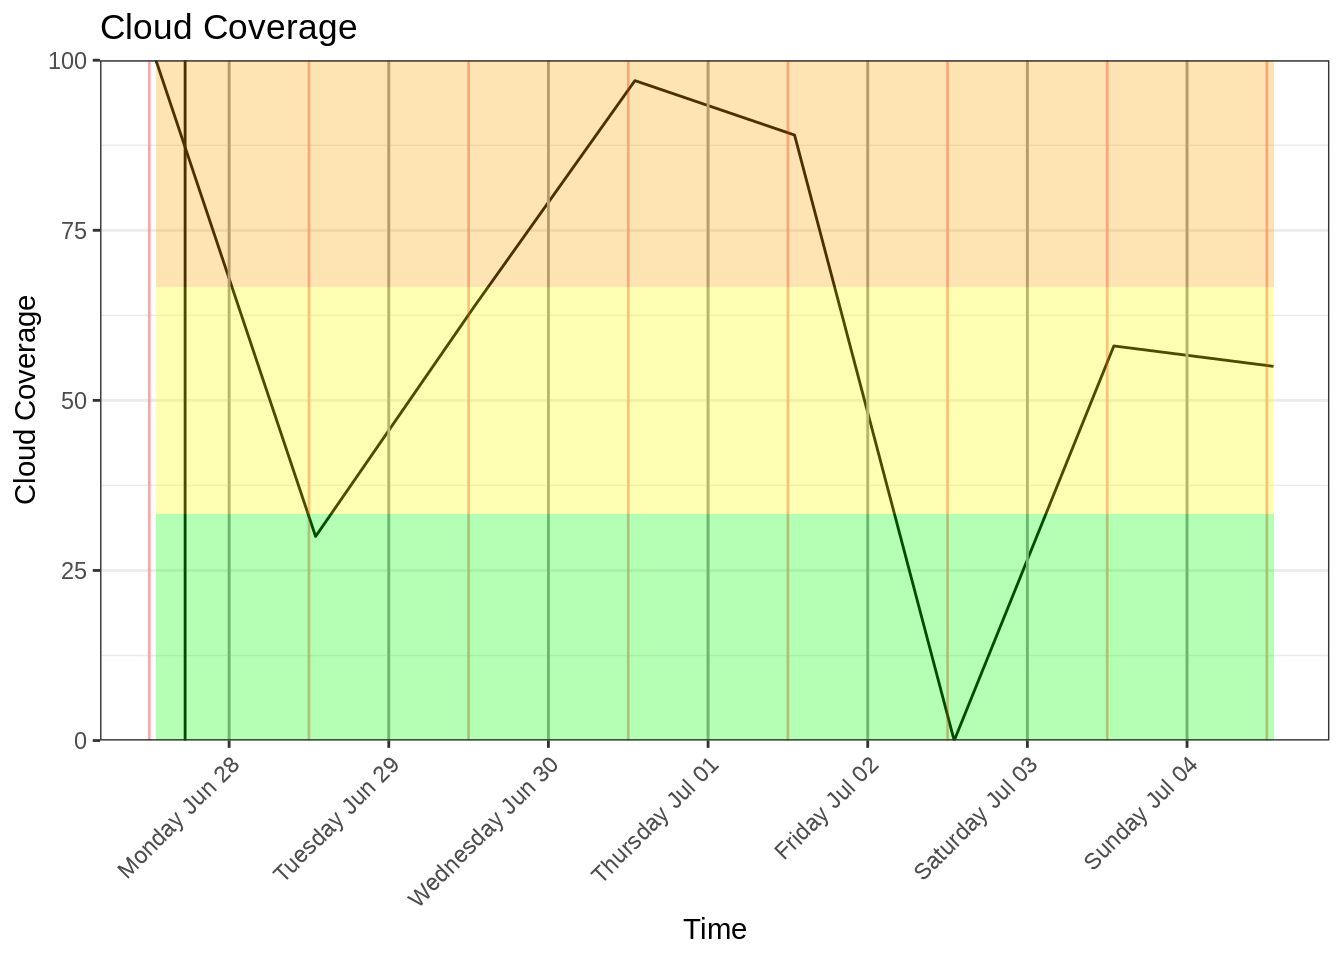 Cloud Coverage
100
75
50
25
0
Cloud Coverage
Monday Jun 28
Tuesday Jun 29
Wednesday Jun 30
Thursday Jul 01
Friday Jul 02
Saturday Jul 03
Sunday Jul 04
Time